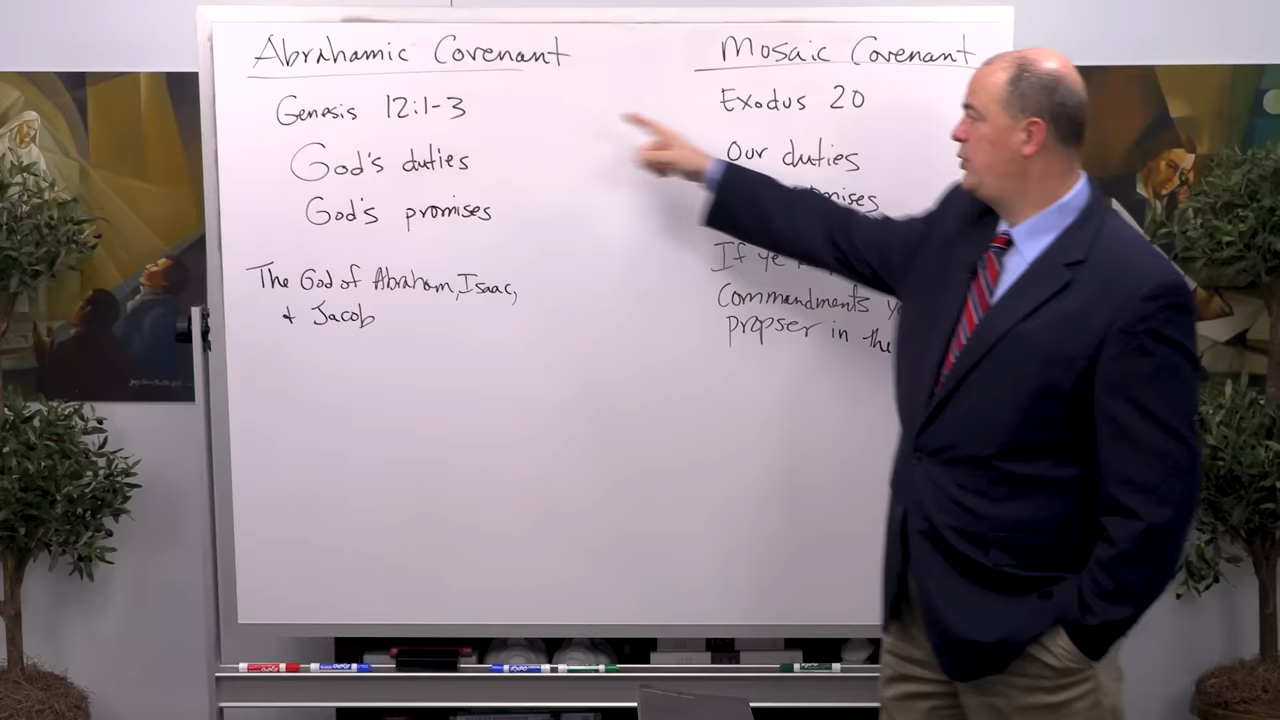 Abrahamic Covenant
Genesis 12:1-3
God's duties
God's promises
The God of Abraham, Isaac,
+ Jacob
Mosaic Covenant
Exodus 20
Our duties
If ye
Commandments
propser in the